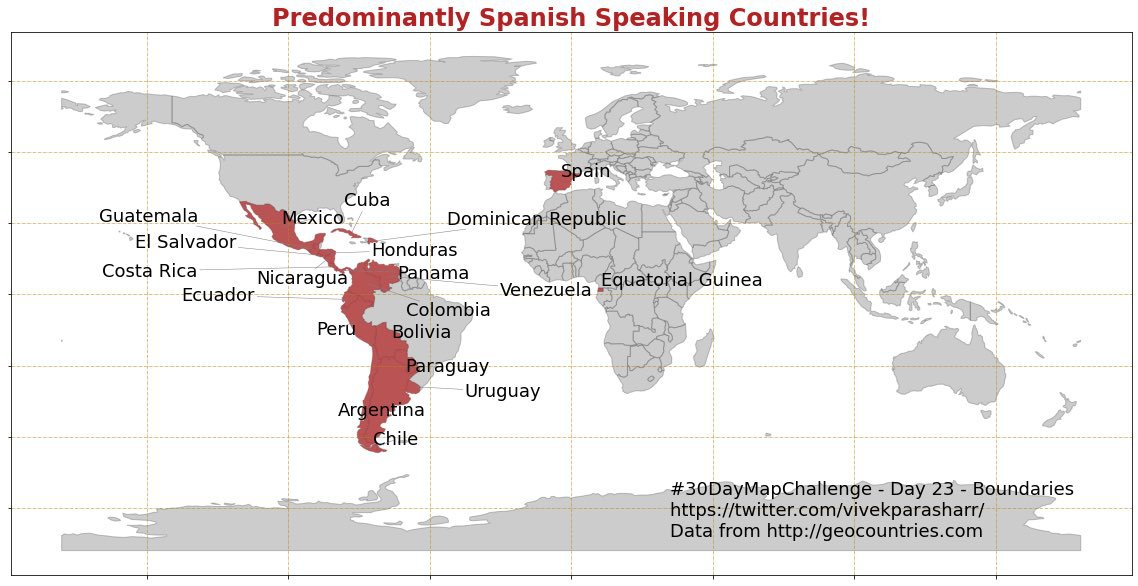 Predominantly Spanish Speaking Countries!
Spain
Cuba
Guatemala
Mexico
Dominican Republic
El Salvador
Honduras
Costa Rica
Nicaragua
Panama
Equatorial Guinea
Venezuela
Ecuador
Colombia
Peru
Bolivia
Paraguay
Uruguay
Argentina
Chile
#30DayMapChallenge - Day 23 - Boundaries
https://twitter.com/vivekparasharr/
Data from http://geocountries.com